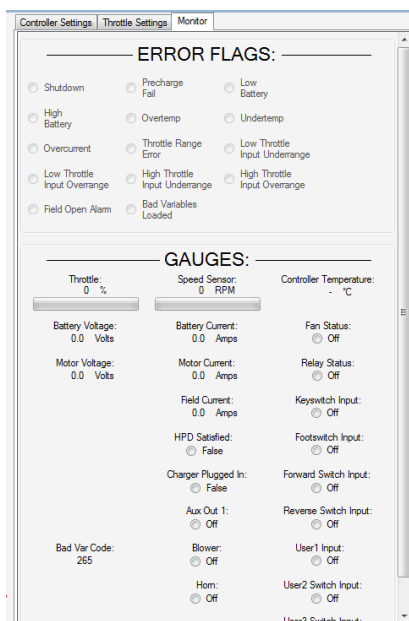 Controller Settings Throttle Settings Monitor
ERROR FLAGS:
Shutdown Precharge Fail Low Battery
High Battery Overtemp Undertemp
Overcurrent Throttle Range Error Low Throttle Input Underrange
Low Throttle Input Overrange High Throttle Input Underrange High Throttle Input Overrange
Field Open Alarm Bad Variables Loaded
GAUGES:
Throttle: Speed Sensor: Controller Temperature:
0 % 0 RPM - °C
Battery Voltage: Battery Current: Fan Status:
0.0 Volts 0.0 Amps Off
Motor Voltage: Motor Current: Relay Status:
0.0 Volts 0.0 Amps Off
Field Current: Keyswitch Input:
0.0 Amps Off
HPD Satisfied: Footswitch Input:
False Off
Charger Plugged In: Forward Switch Input:
False Off
Aux Out 1: Reverse Switch Input:
Off Off
Bad Var Code: Blower: User1 Input:
265 Off Off
Horn: User2 Switch Input:
Off Off
User3 Switch Input: